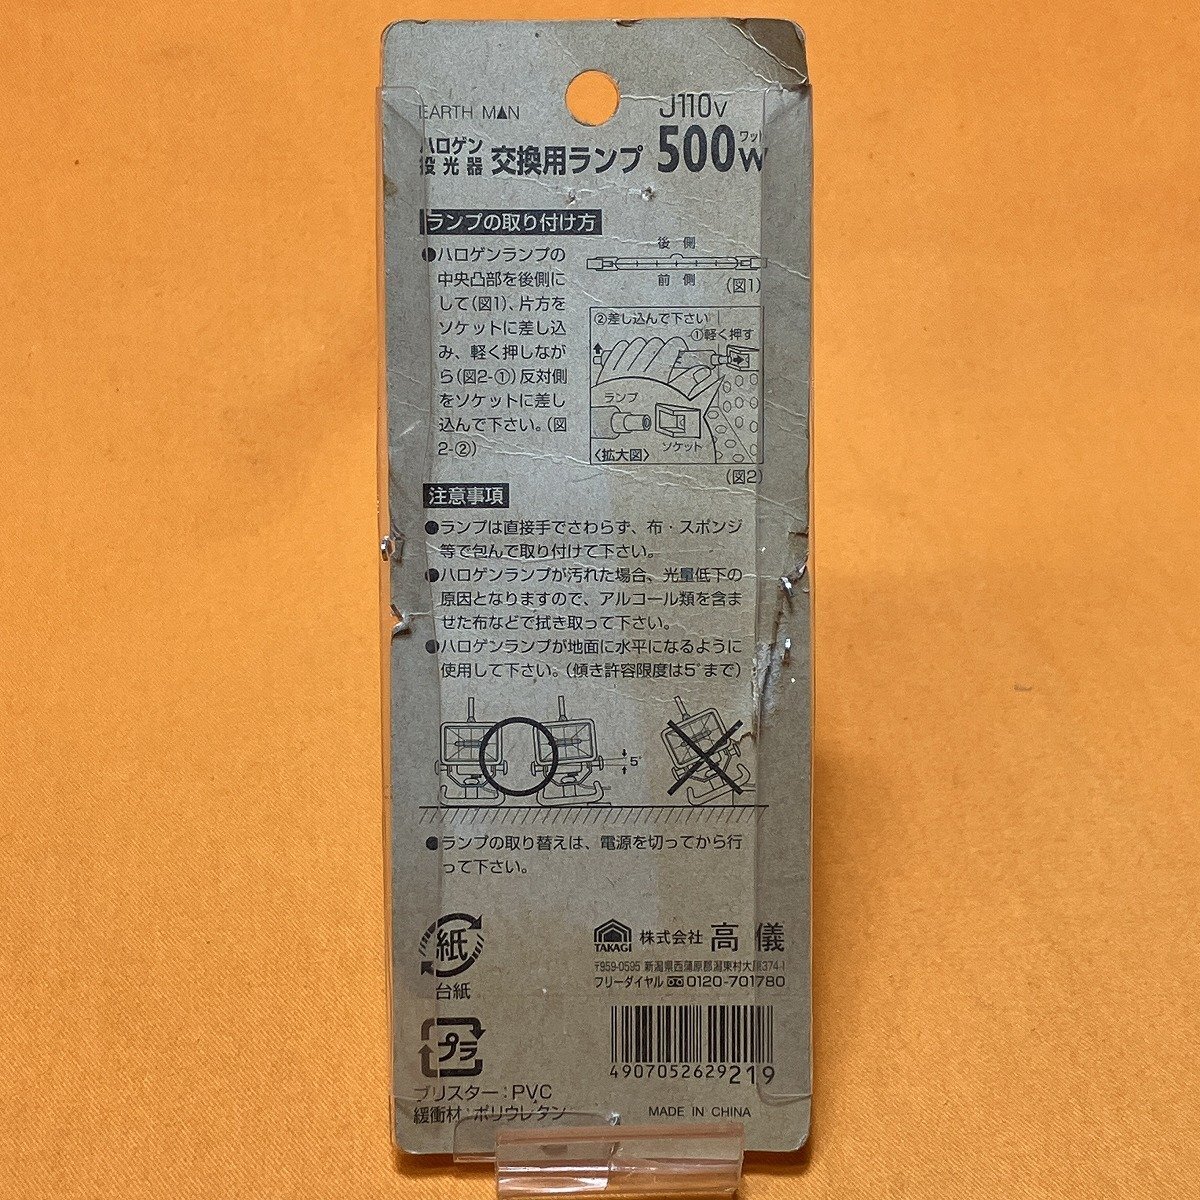 EARTH MAN
J110V
ハロゲン
投光器
交換用ランプ
500W
ワット
ランプの取り付け方
●ハロゲンランプの
中央凸部を後側に
して(図1)、片方を
ソケットに差し込
み、軽く押しなが
ら(図2-①)反対側
をソケットに差し
込んで下さい。(図
2-②)
後側
前側
(図1)
②差し込んで下さい
①軽く押す
ランプ
ソケット
〈拡大図〉
(図2)
注意事項
●ランプは直接手でさわらず、布・スポンジ
等で包んで取り付けて下さい。
●ハロゲンランプが汚れた場合、光量低下の
原因となりますので、アルコール類を含ま
せた布などで拭き取って下さい。
●ハロゲンランプが地面に水平になるように
使用して下さい。(傾き許容限度は5°まで)
5°
●ランプの取り替えは、電源を切ってから行
って下さい。
紙
台紙
プラ
ブリスター:PVC
緩衝材:ポリウレタン
TAKAGI
株式会社 高儀
〒959-0595 新潟県西蒲原郡潟東村大原374-1
フリーダイヤル 0120-701780
4907052629219
MADE IN CHINA